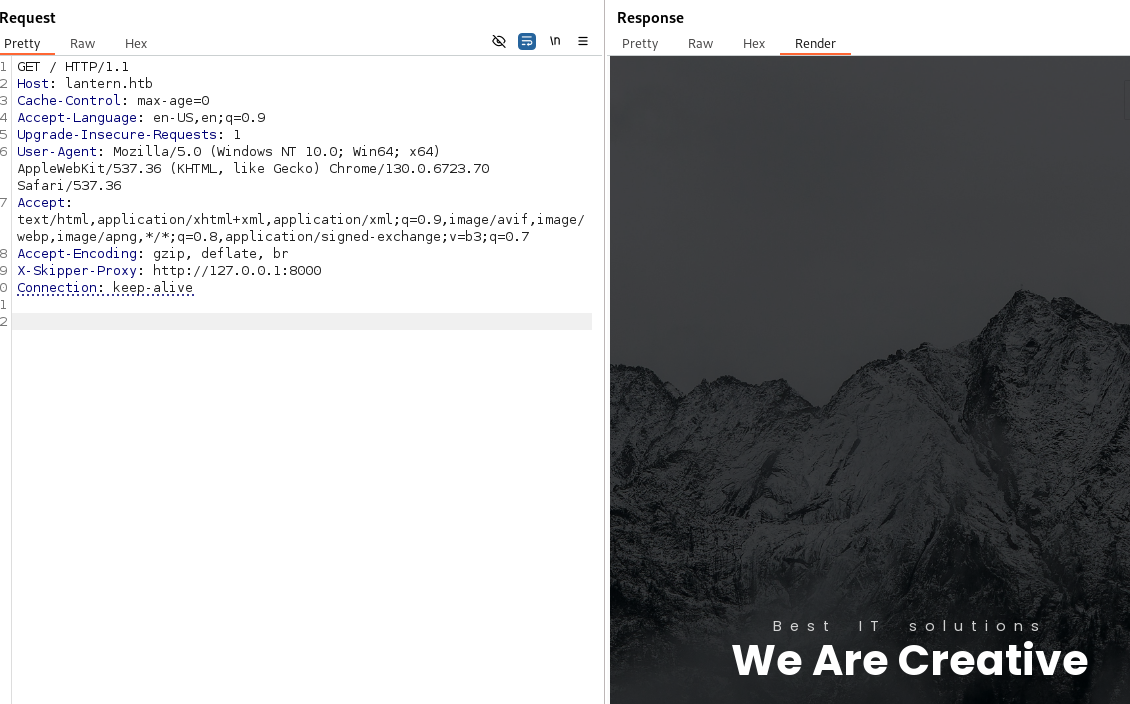 Request
Pretty Raw Hex
\n
1 GET / HTTP/1.1
2 Host: lantern.htb
3 Cache-Control: max-age=0
4 Accept-Language: en-US,en;q=0.9
5 Upgrade-Insecure-Requests: 1
6 User-Agent: Mozilla/5.0 (Windows NT 10.0; Win64; x64)
AppleWebKit/537.36 (KHTML, like Gecko) Chrome/130.0.6723.70
Safari/537.36
7 Accept:
text/html,application/xhtml+xml,application/xml;q=0.9,image/avif,image/
webp,image/apng,*/*;q=0.8,application/signed-exchange;v=b3;q=0.7
8 Accept-Encoding: gzip, deflate, br
9 X-Skipper-Proxy: http://127.0.0.1:8000
0 Connection: keep-alive
1
2
Response
Pretty Raw Hex Render
Best IT solutions
We Are Creative